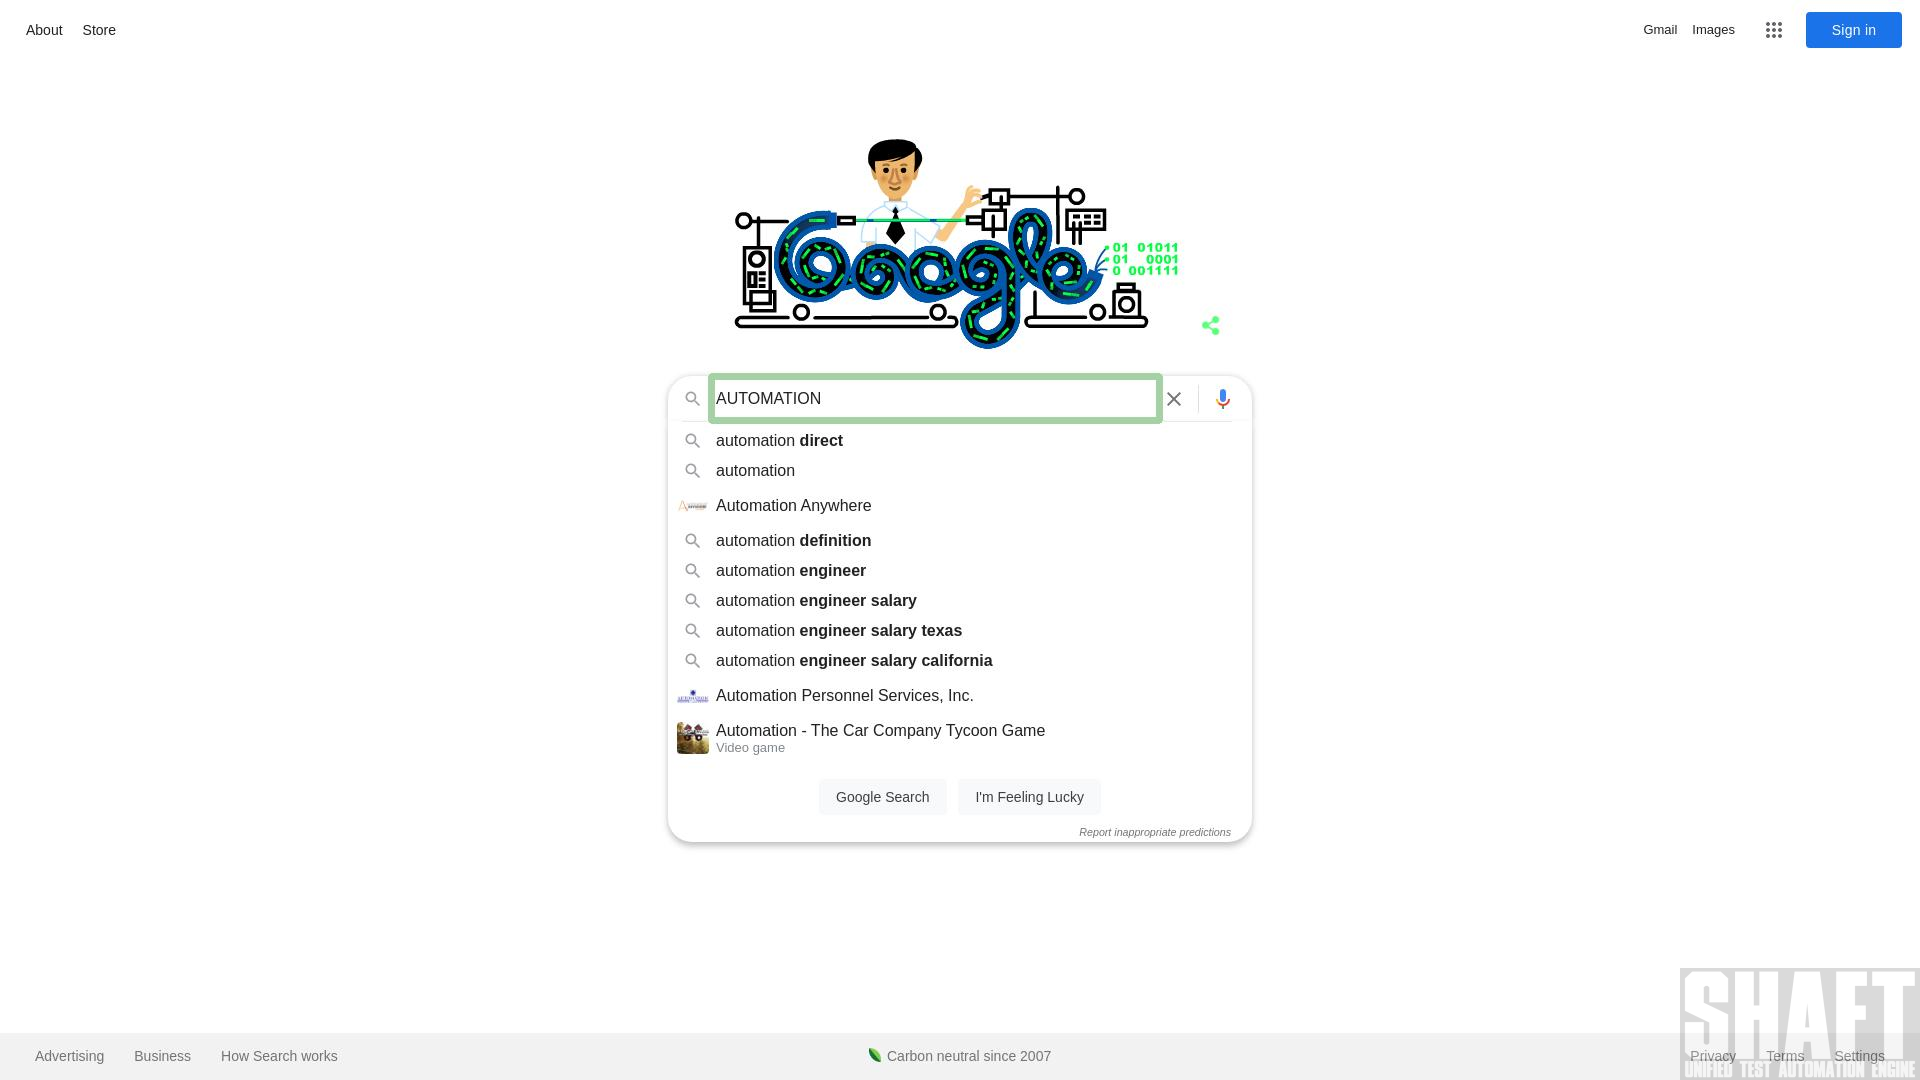 About Store
Gmail Images Sign in
01 01011
01 0001
0 001111
AUTOMATION
automation direct
automation
Automation Anywhere
automation definition
automation engineer
automation engineer salary
automation engineer salary texas
automation engineer salary california
Automation Personnel Services, Inc.
Automation - The Car Company Tycoon Game
Video game
Google Search I'm Feeling Lucky
Report inappropriate predictions
Advertising Business How Search works
Carbon neutral since 2007
SHAFT
Privacy Terms Settings
UNIFIED TEST AUTOMATION ENGINE